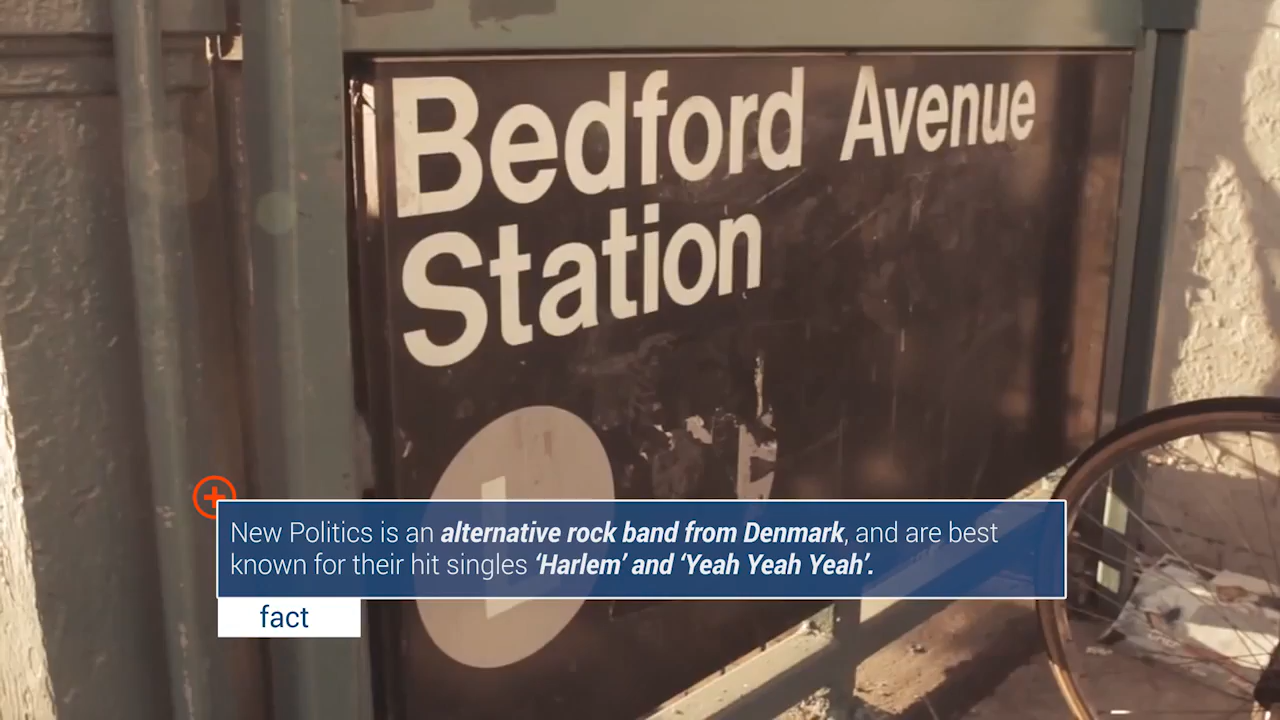 Bedford Avenue
Station
L
New Politics is an alternative rock band from Denmark, and are best
known for their hit singles ‘Harlem’ and ‘Yeah Yeah Yeah’.
fact